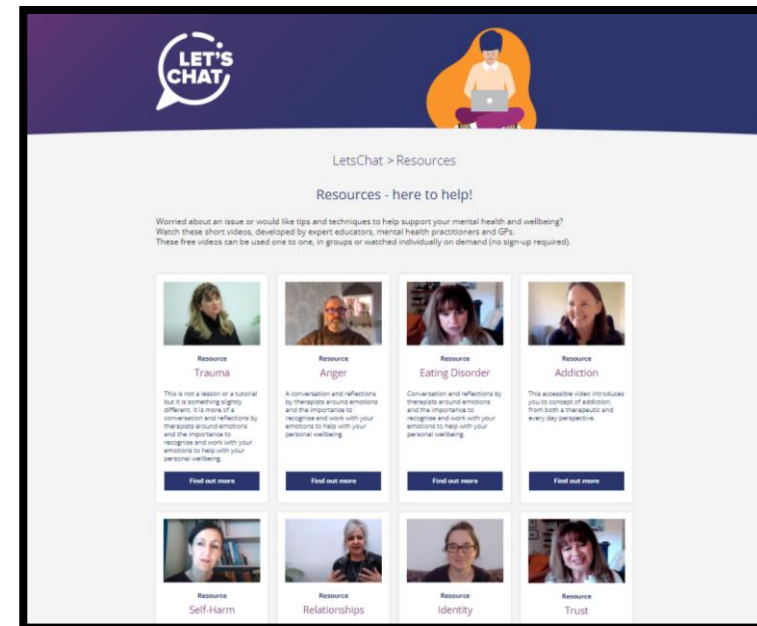 LET'S
CHAT
LetsChat > Resources
Resources - here to help!
Worried about an issue or would like tips and techniques to help support your mental health and wellbeing?
Watch these short videos, developed by expert educators, mental health practitioners and GPs.
These free videos can be used one to one, in groups or watched individually on demand (no sign-up required).
Resource
Trauma
This is not a lesson or a tutorial
but it is something slightly
different. It is more of a
conversation and reflections by
therapists around emotions
and the importance to
recognise and work with your
emotions to help with your
personal wellbeing.
Find out more
Resource
Anger
A conversation and reflections
by therapists around emotions
and the importance to
recognise and work with your
emotions to help with your
personal wellbeing.
Find out more
Resource
Eating Disorder
Conversation and reflections by
therapists around emotions
and the importance to
recognise and work with your
emotions to help with your
personal wellbeing.
Find out more
Resource
Addiction
This accessible video introduces
you to concept of addiction,
from both a therapeutic and
every day perspective.
Find out more
Resource
Self-Harm
Resource
Relationships
Resource
Identity
Resource
Trust